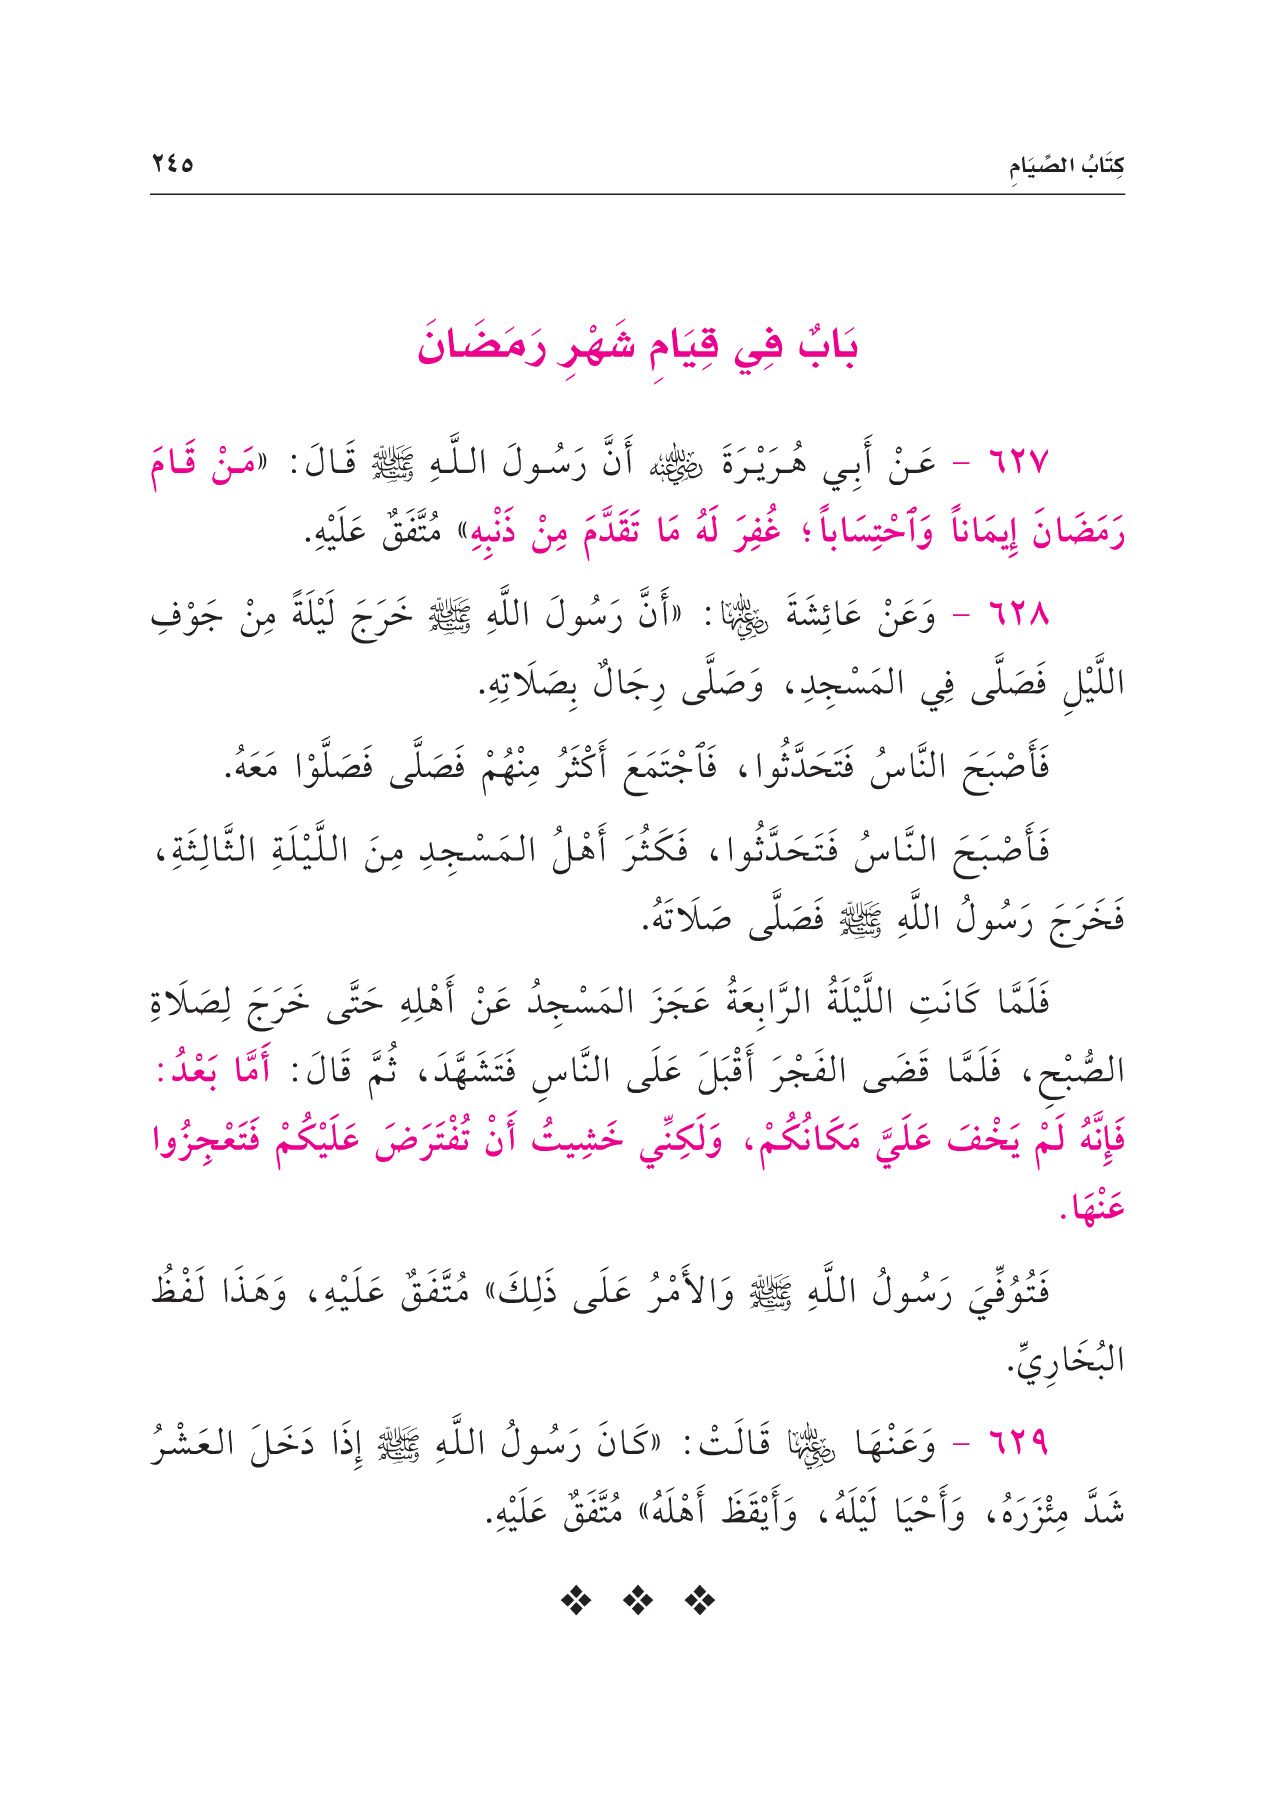 كِتَابُ الصِّيَامِ ٢٤٥
بَابٌ فِي قِيَامِ شَهْرِ رَمَضَانَ
٦٢٧ - عَنْ أَبِي هُرَيْرَةَ رضي الله عنه أَنَّ رَسُولَ اللَّهِ ﷺ قَالَ: «مَنْ قَامَ
رَمَضَانَ إِيمَاناً وَٱحْتِسَاباً؛ غُفِرَ لَهُ مَا تَقَدَّمَ مِنْ ذَنْبِهِ» مُتَّفَقٌ عَلَيْهِ.
٦٢٨ - وَعَنْ عَائِشَةَ رضي الله عنها: «أَنَّ رَسُولَ اللَّهِ ﷺ خَرَجَ لَيْلَةً مِنْ جَوْفِ
اللَّيْلِ فَصَلَّى فِي المَسْجِدِ، وَصَلَّى رِجَالٌ بِصَلَاتِهِ.
فَأَصْبَحَ النَّاسُ فَتَحَدَّثُوا، فَٱجْتَمَعَ أَكْثَرُ مِنْهُمْ فَصَلَّى فَصَلَّوْا مَعَهُ.
فَأَصْبَحَ النَّاسُ فَتَحَدَّثُوا، فَكَثُرَ أَهْلُ المَسْجِدِ مِنَ اللَّيْلَةِ الثَّالِثَةِ،
فَخَرَجَ رَسُولُ اللَّهِ ﷺ فَصَلَّى صَلَاتَهُ.
فَلَمَّا كَانَتِ اللَّيْلَةُ الرَّابِعَةُ عَجَزَ المَسْجِدُ عَنْ أَهْلِهِ حَتَّى خَرَجَ لِصَلَاةِ
الصُّبْحِ، فَلَمَّا قَضَى الفَجْرَ أَقْبَلَ عَلَى النَّاسِ فَتَشَهَّدَ، ثُمَّ قَالَ: أَمَّا بَعْدُ:
فَإِنَّهُ لَمْ يَخْفَ عَلَيَّ مَكَانُكُمْ، وَلَكِنِّي خَشِيتُ أَنْ تُفْتَرَضَ عَلَيْكُمْ فَتَعْجِزُوا
عَنْهَا.
فَتُوُفِّيَ رَسُولُ اللَّهِ ﷺ وَالأَمْرُ عَلَى ذَلِكَ» مُتَّفَقٌ عَلَيْهِ، وَهَذَا لَفْظُ
البُخَارِيِّ.
٦٢٩ - وَعَنْهَا رضي الله عنها قَالَتْ: «كَانَ رَسُولُ اللَّهِ ﷺ إِذَا دَخَلَ العَشْرُ
شَدَّ مِئْزَرَهُ، وَأَحْيَا لَيْلَهُ، وَأَيْقَظَ أَهْلَهُ» مُتَّفَقٌ عَلَيْهِ.